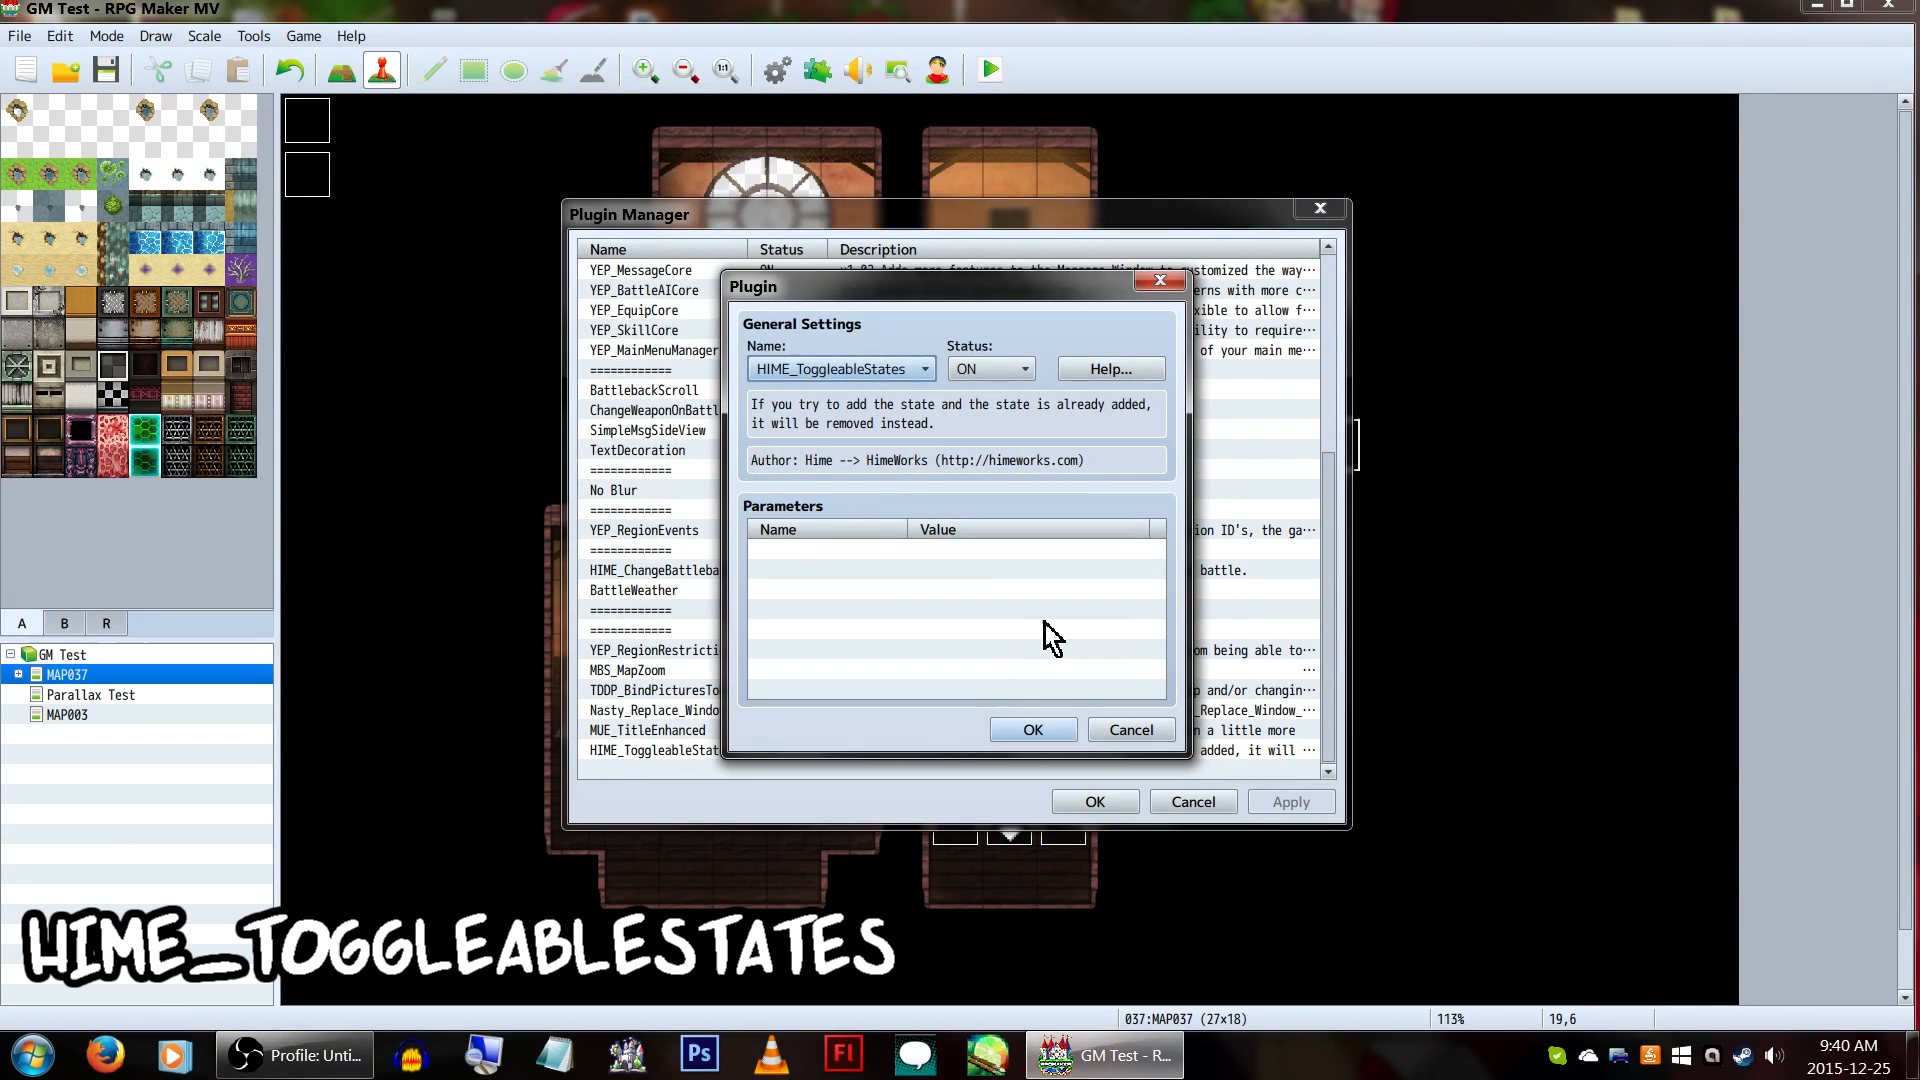 GM Test - RPG Maker MV
File Edit Mode Draw Scale Tools Game Help
1:1
Plugin Manager
Name Status Description
YEP_MessageCore
YEP_BattleAICore erns with more c···
YEP_EquipCore xible to allow f···
YEP_SkillCore ility to require···
YEP_MainMenuManager of your main me···
============
BattlebackScroll
ChangeWeaponOnBattl
SimpleMsgSideView
TextDecoration
============
No Blur
============
YEP_RegionEvents ion ID's, the ga···
============
HIME_ChangeBattleba battle.
BattleWeather
============
============
YEP_RegionRestricti om being able to···
MBS_MapZoom ···
TDDP_BindPicturesTo p and/or changin···
Nasty_Replace_Windo _Replace_Window_···
MUE_TitleEnhanced n a little more
HIME_ToggleableStat added, it will ···
OK Cancel Apply
Plugin
General Settings
Name: Status:
HIME_ToggleableStates ON Help...
If you try to add the state and the state is already added,
it will be removed instead.
Author: Hime --> HimeWorks (http://himeworks.com)
Parameters
Name Value
OK Cancel
A B R
GM Test
MAP037
Parallax Test
MAP003
HIME_TOGGLEABLESTATES
037:MAP037 (27×18) 113% 19,6
Profile: Unti... Ps Fl GM Test - R...
9:40 AM
2015-12-25